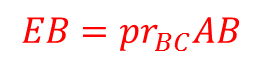 EB = pr_{BC}AB